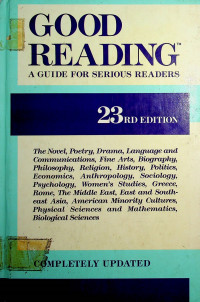 GOOD
READING™
A GUIDE FOR SERIOUS READERS
23RD EDITION
The Novel, Poetry, Drama, Language and
Communications, Fine Arts, Biography,
Philosophy, Religion, History, Politics,
Economics, Anthropology, Sociology,
Psychology, Women's Studies, Greece,
Rome, The Middle East, East and South-
east Asia, American Minority Cultures,
Physical Sciences and Mathematics,
Biological Sciences
COMPLETELY UPDATED